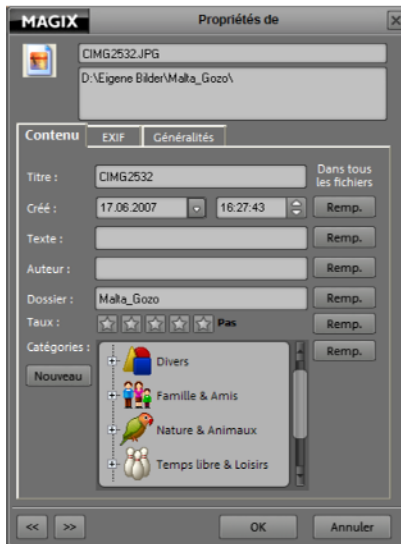 MAGIX Propriétés de
CIMG2532.JPG
D:\Eigene Bilder\Malta_Gozo\
Contenu EXIF Généralités
Dans tous
les fichiers
Titre : CIMG2532
Créé : 17.06.2007 16:27:43 Remp.
Texte : Remp.
Auteur : Remp.
Dossier : Malta_Gozo Remp.
Taux : Pas Remp.
Catégories : Remp.
Nouveau
Divers
Famille & Amis
Nature & Animaux
Temps libre & Loisirs
<< >> OK Annuler